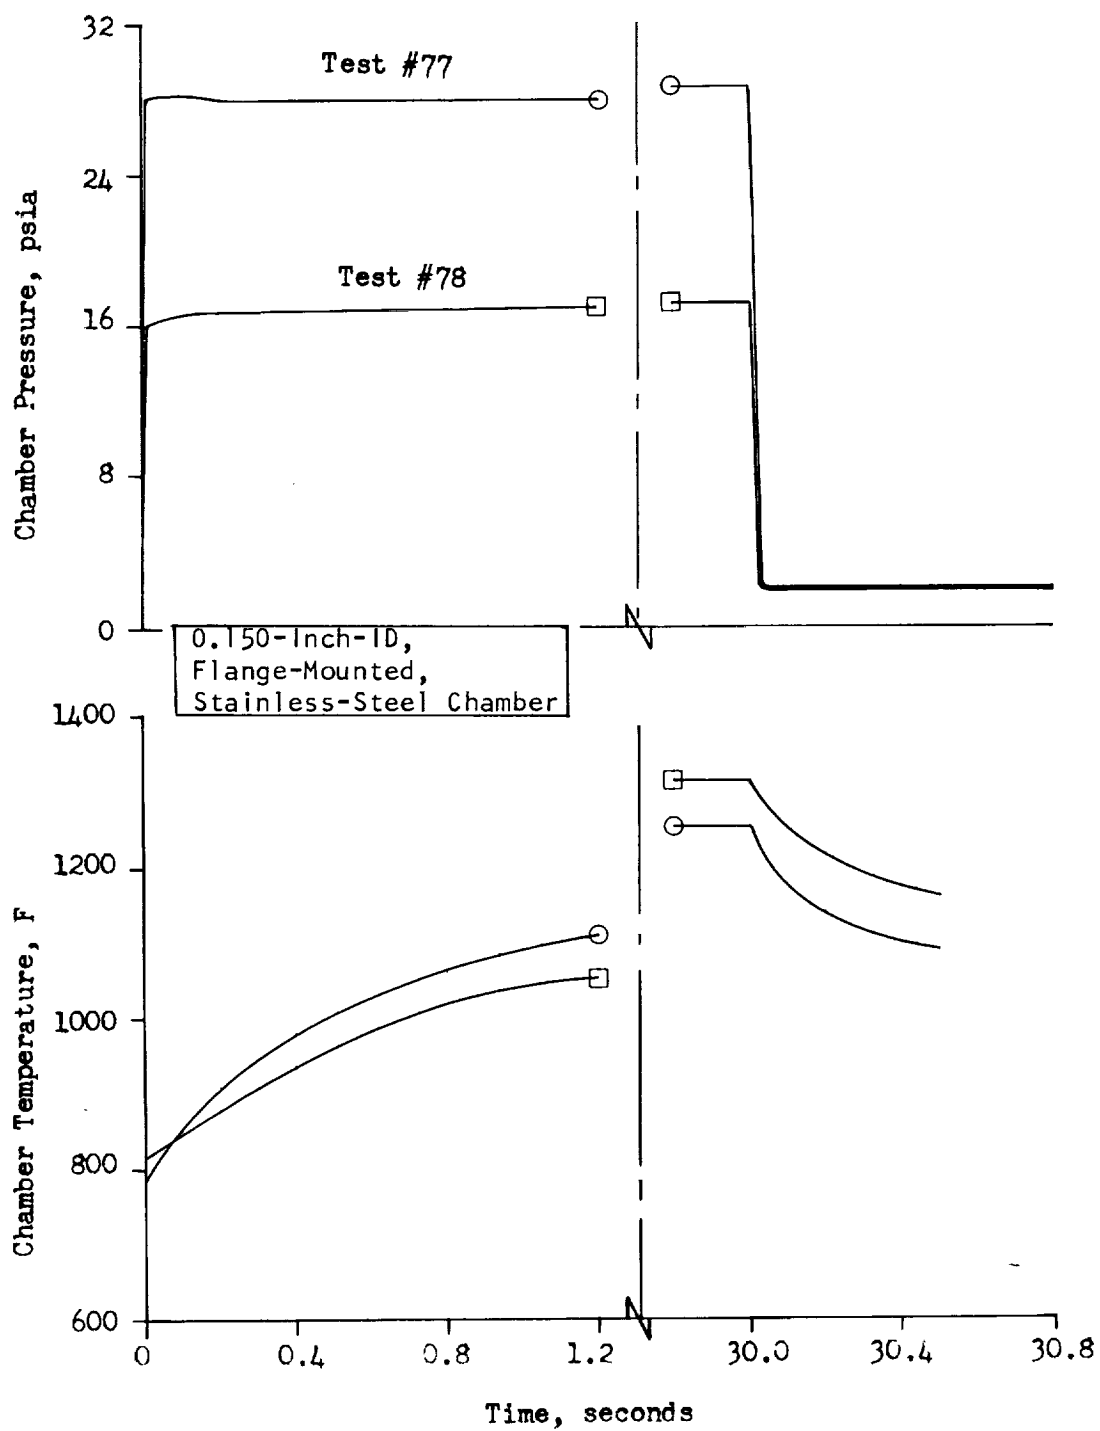 32
Test #77
24
Test #78
16
8
0
Chamber Pressure, psia
0.150-Inch-ID,
Flange-Mounted,
Stainless-Steel Chamber
1400
1200
1000
800
600
Chamber Temperature, F
0 0.4 0.8 1.2 30.0 30.4 30.8
Time, seconds